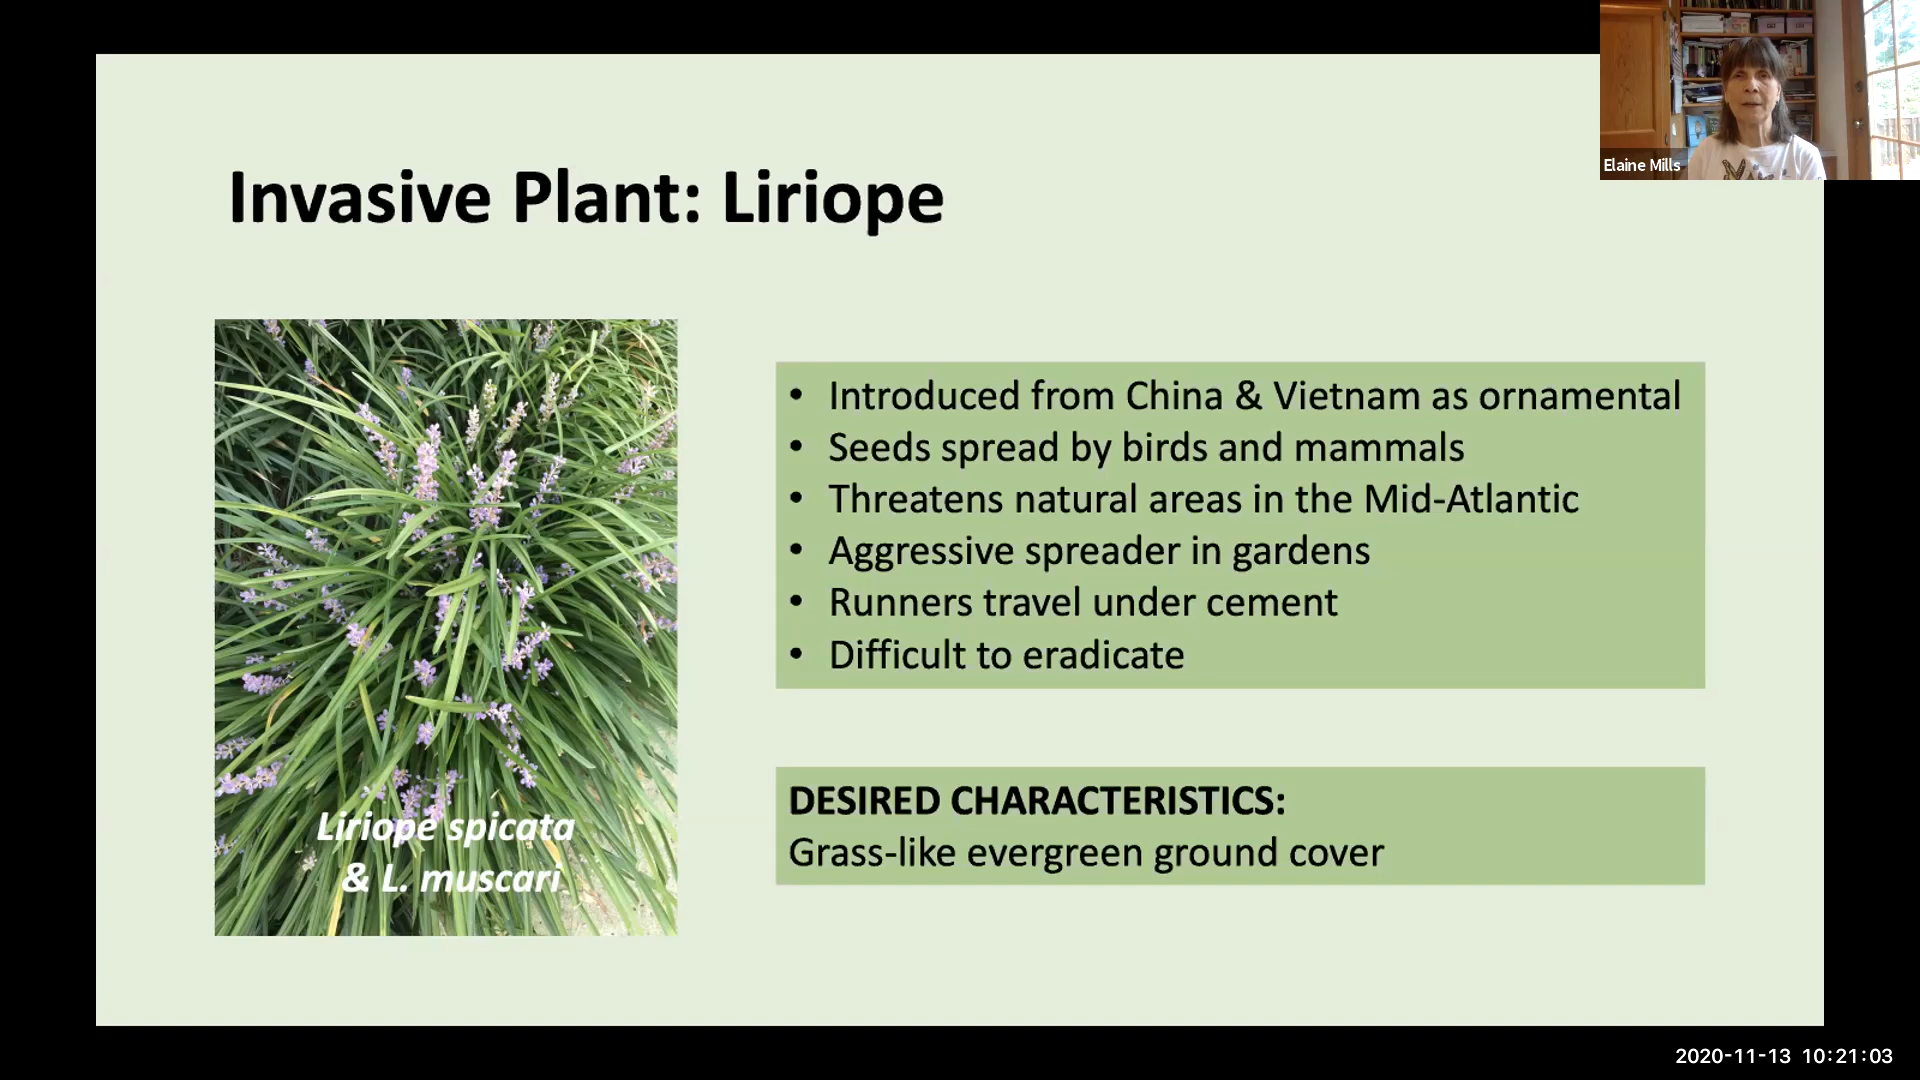 Elaine Mills
Invasive Plant: Liriope
• Introduced from China & Vietnam as ornamental
• Seeds spread by birds and mammals
• Threatens natural areas in the Mid-Atlantic
• Aggressive spreader in gardens
• Runners travel under cement
• Difficult to eradicate
Liriope spicata
& L. muscari
DESIRED CHARACTERISTICS:
Grass-like evergreen ground cover
2020-11-13 10:21:03